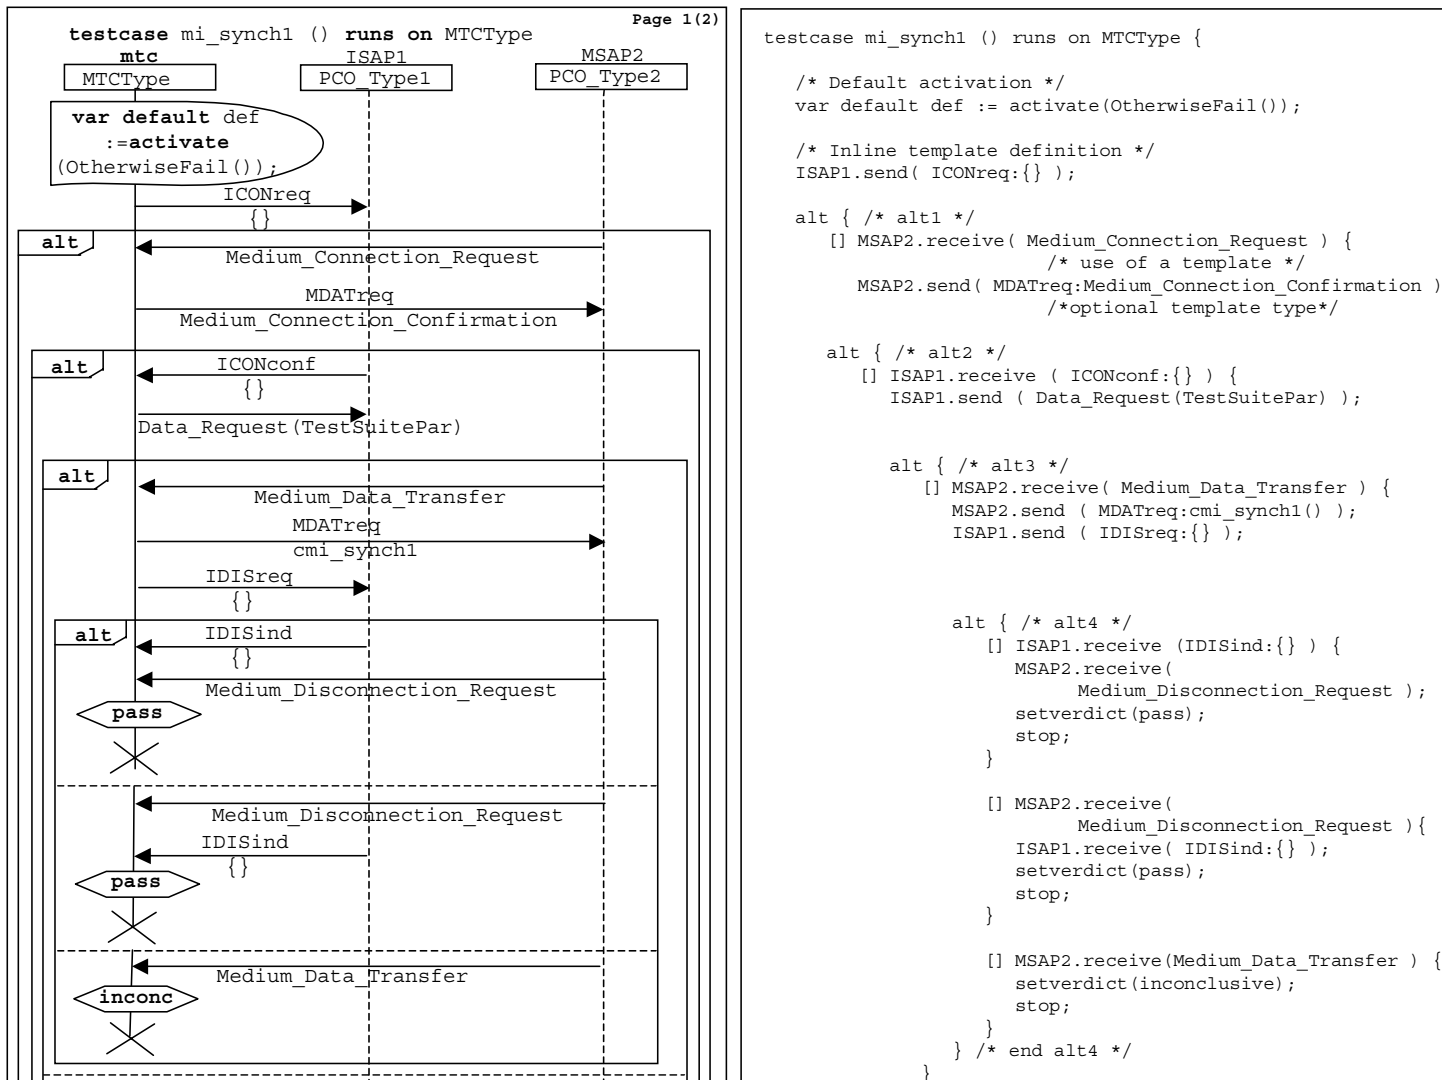 Page 1(2)
testcase mi_synch1 () runs on MTCType
mtc ISAP1 MSAP2
MTCType PCO_Type1 PCO_Type2
var default def
:=activate
(OtherwiseFail());
ICONreq
{}
alt
Medium_Connection_Request
MDATreq
Medium_Connection_Confirmation
alt
ICONconf
{}
Data_Request(TestSuitePar)
alt
Medium_Data_Transfer
MDATreq
cmi_synch1
IDISreq
{}
alt
IDISind
{}
Medium_Disconnection_Request
pass
Medium_Disconnection_Request
IDISind
{}
pass
Medium_Data_Transfer
inconc
testcase mi_synch1 () runs on MTCType {
/* Default activation */
var default def := activate(OtherwiseFail());
/* Inline template definition */
ISAP1.send( ICONreq:{} );
alt { /* alt1 */
[] MSAP2.receive( Medium_Connection_Request ) {
/* use of a template */
MSAP2.send( MDATreq:Medium_Connection_Confirmation )
/*optional template type*/
alt { /* alt2 */
[] ISAP1.receive ( ICONconf:{} ) {
ISAP1.send ( Data_Request(TestSuitePar) );
alt { /* alt3 */
[] MSAP2.receive( Medium_Data_Transfer ) {
MSAP2.send ( MDATreq:cmi_synch1() );
ISAP1.send ( IDISreq:{} );
alt { /* alt4 */
[] ISAP1.receive (IDISind:{} ) {
MSAP2.receive(
Medium_Disconnection_Request );
setverdict(pass);
stop;
}
[] MSAP2.receive(
Medium_Disconnection_Request ){
ISAP1.receive( IDISind:{} );
setverdict(pass);
stop;
}
[] MSAP2.receive(Medium_Data_Transfer ) {
setverdict(inconclusive);
stop;
}
} /* end alt4 */
}